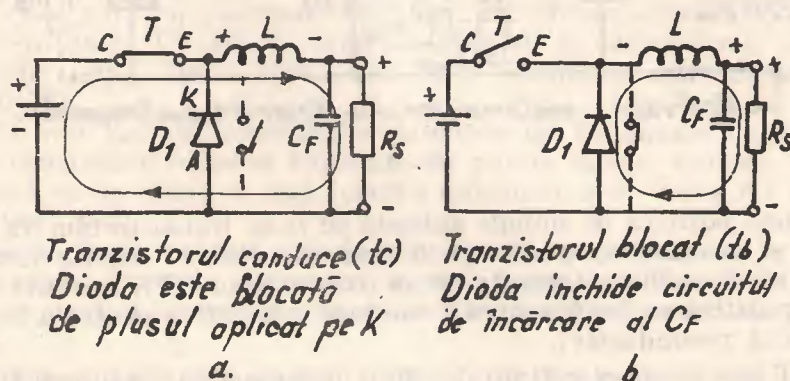 C T E + L - +
+ - K D1 A CF RS -
C T E - L + +
+ - D1 CF RS -
Tranzistorul conduce (tc)
Dioda este blocată
de plusul aplicat pe K
a.
Tranzistorul blocat (tb)
Dioda închide circuitul
de încărcare al CF
b